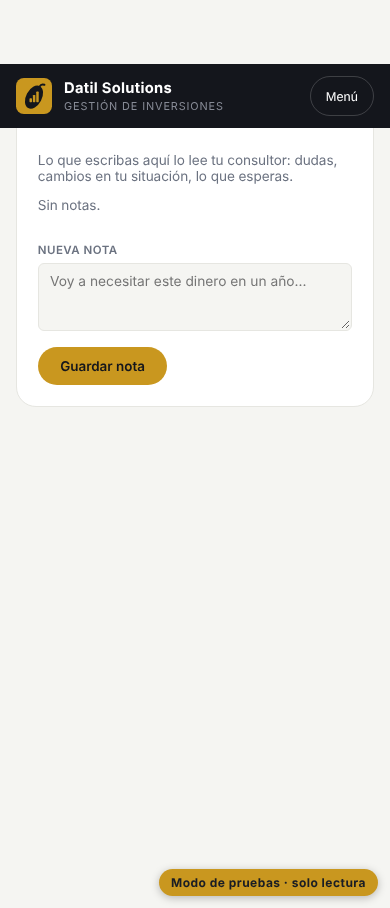 Datil Solutions
GESTIÓN DE INVERSIONES
Menú
Lo que escribas aquí lo lee tu consultor: dudas,
cambios en tu situación, lo que esperas.
Sin notas.
NUEVA NOTA
Voy a necesitar este dinero en un año...
Guardar nota
Modo de pruebas · solo lectura